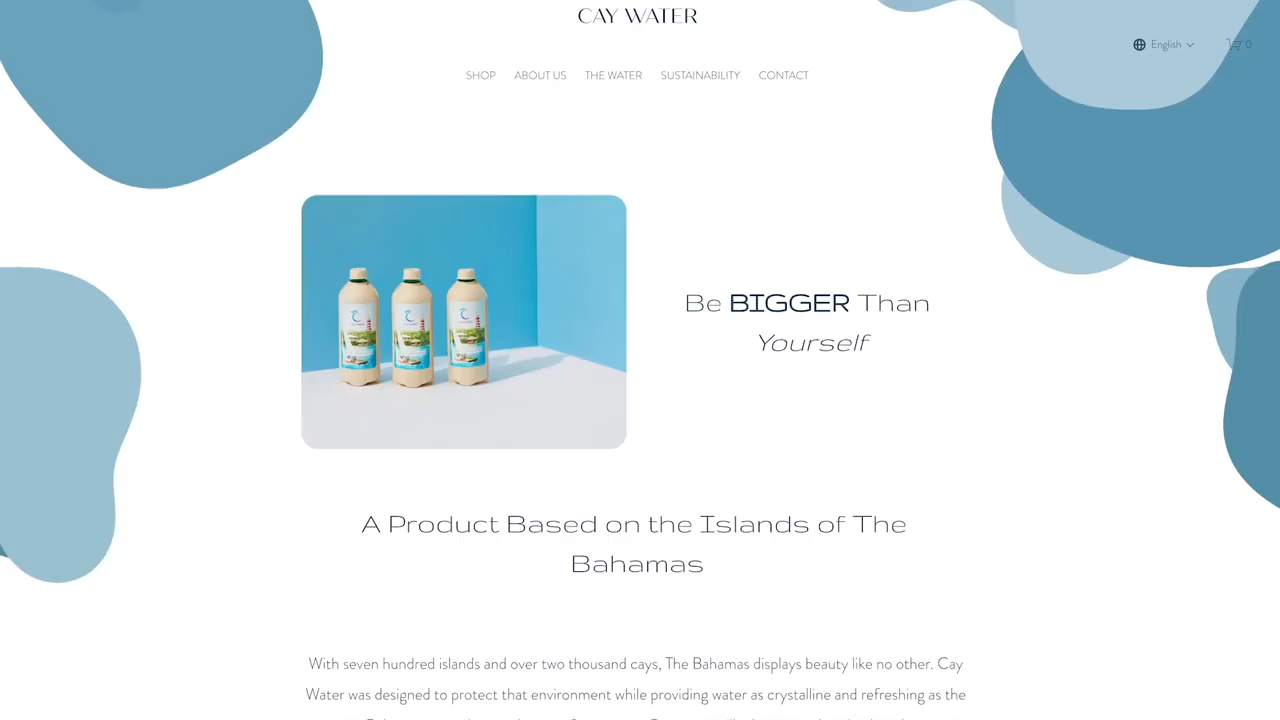 CAY WATER
English
0
SHOP ABOUT US THE WATER SUSTAINABILITY CONTACT
Be BIGGER Than
Yourself
A Product Based on the Islands of The
Bahamas
With seven hundred islands and over two thousand cays, The Bahamas displays beauty like no other. Cay
Water was designed to protect that environment while providing water as crystalline and refreshing as the